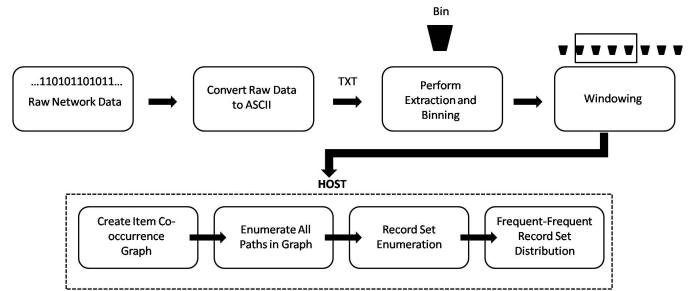 Bin
...110101101011...
Raw Network Data
Convert Raw Data
to ASCII
TXT
Perform
Extraction and
Binning
Windowing
HOST
Create Item Co-
occurrence
Graph
Enumerate All
Paths in Graph
Record Set
Enumeration
Frequent-Frequent
Record Set
Distribution